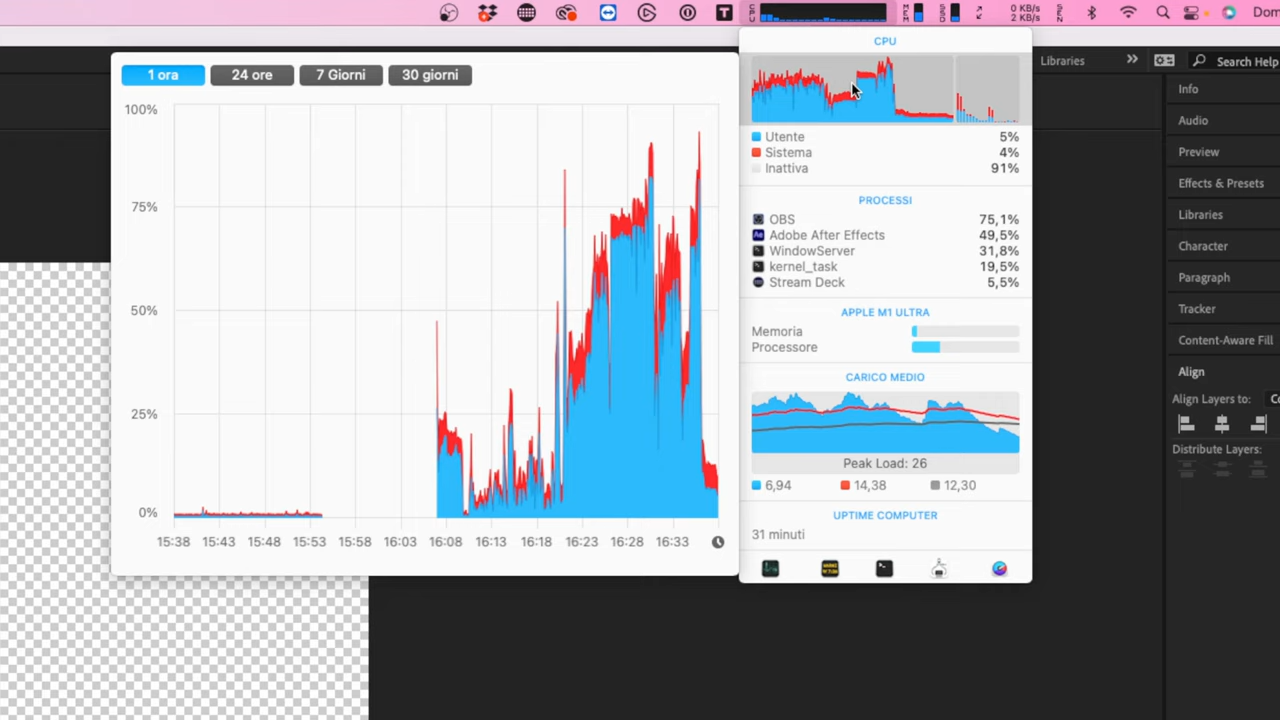 CPU
MEM
SSD
0 KB/s
2 KB/s
Dom
Libraries
Search Help
Info
Audio
Preview
Effects & Presets
Libraries
Character
Paragraph
Tracker
Content-Aware Fill
Align
Align Layers to:
Distribute Layers:
1 ora
24 ore
7 Giorni
30 giorni
100%
75%
50%
25%
0%
15:38
15:43
15:48
15:53
15:58
16:03
16:08
16:13
16:18
16:23
16:28
16:33
CPU
Utente 5%
Sistema 4%
Inattiva 91%
PROCESSI
OBS 75,1%
Adobe After Effects 49,5%
WindowServer 31,8%
kernel_task 19,5%
Stream Deck 5,5%
APPLE M1 ULTRA
Memoria
Processore
CARICO MEDIO
Peak Load: 26
6,94 14,38 12,30
UPTIME COMPUTER
31 minuti